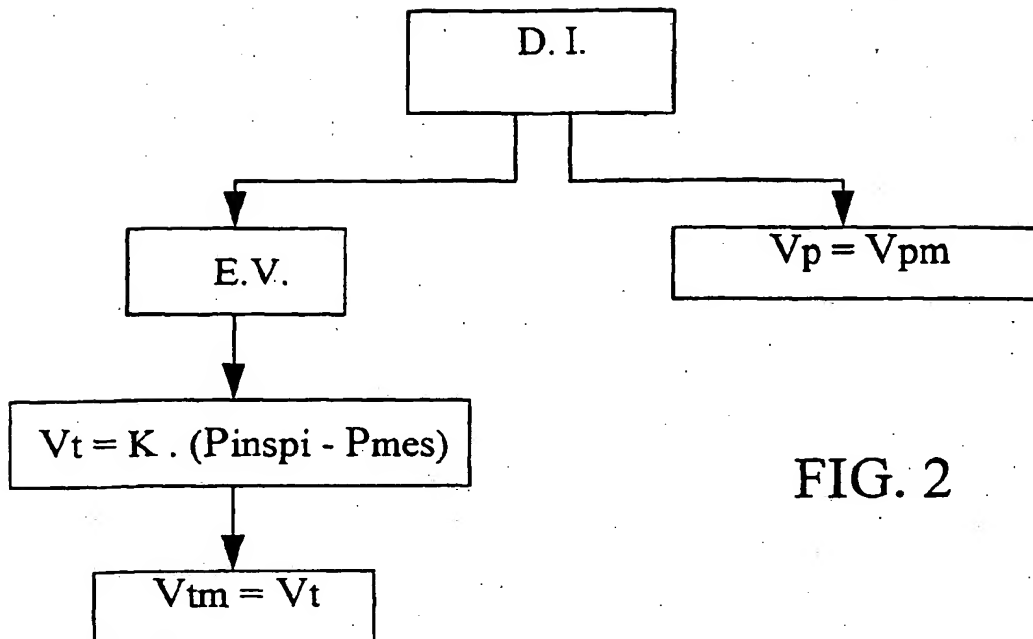 D. I.
E.V.
Vp = Vpm
Vt = K . (Pinspi - Pmes)
FIG. 2
Vtm = Vt